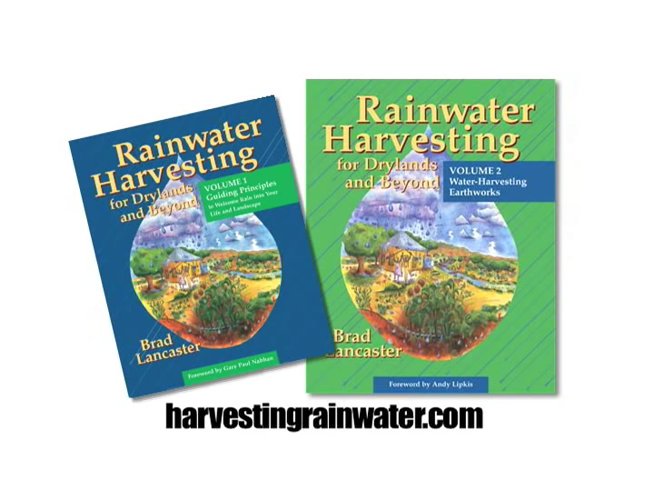 Rainwater
Harvesting
for Drylands
and Beyond
VOLUME 1
Guiding Principles
to Welcome Rain into Your
Life and Landscape
Brad
Lancaster
Foreword by Gary Paul Nabhan
Rainwater
Harvesting
for Drylands
and Beyond
VOLUME 2
Water-Harvesting
Earthworks
Brad
Lancaster
Foreword by Andy Lipkis
harvestingrainwater.com